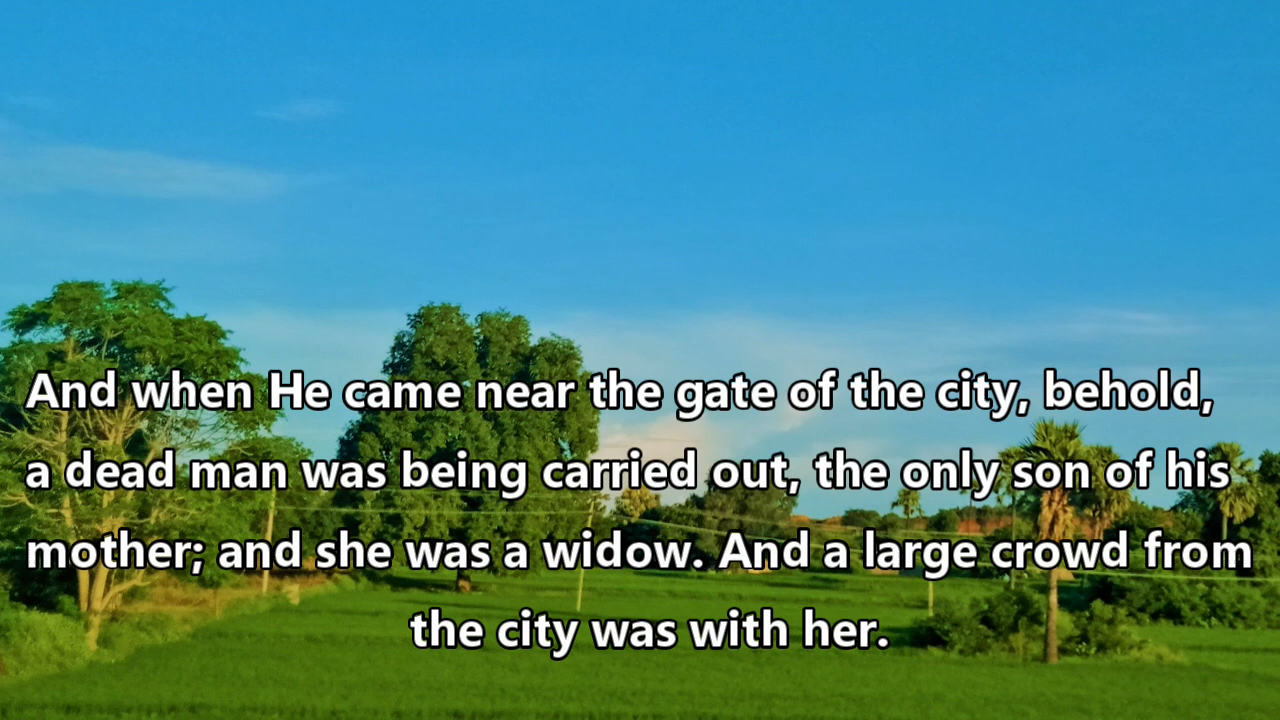 And when He came near the gate of the city, behold,
a dead man was being carried out, the only son of his
mother; and she was a widow. And a large crowd from
the city was with her.